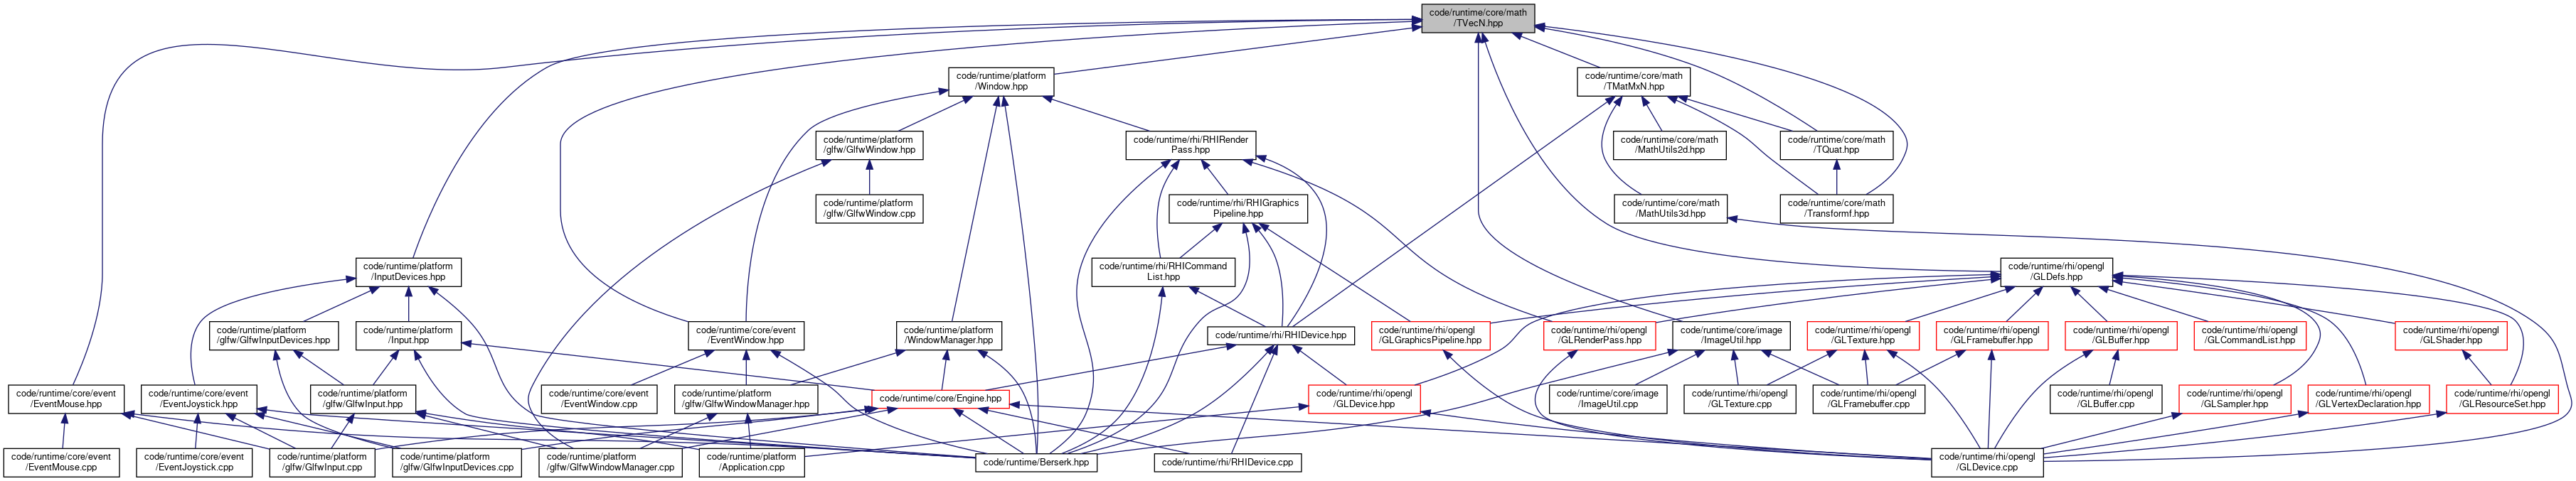 code/runtime/core/math
/TVecN.hpp
code/runtime/platform
/Window.hpp
code/runtime/core/math
/TMatMxN.hpp
code/runtime/platform
/glfw/GlfwWindow.hpp
code/runtime/rhi/RHIRender
Pass.hpp
code/runtime/core/math
/MathUtils2d.hpp
code/runtime/core/math
/TQuat.hpp
code/runtime/platform
/glfw/GlfwWindow.cpp
code/runtime/rhi/RHIGraphics
Pipeline.hpp
code/runtime/core/math
/MathUtils3d.hpp
code/runtime/core/math
/Transformf.hpp
code/runtime/platform
/InputDevices.hpp
code/runtime/rhi/RHICommand
List.hpp
code/runtime/rhi/opengl
/GLDefs.hpp
code/runtime/platform
/glfw/GlfwInputDevices.hpp
code/runtime/platform
/Input.hpp
code/runtime/core/event
/EventWindow.hpp
code/runtime/platform
/WindowManager.hpp
code/runtime/rhi/RHIDevice.hpp
code/runtime/rhi/opengl
/GLGraphicsPipeline.hpp
code/runtime/rhi/opengl
/GLRenderPass.hpp
code/runtime/core/image
/ImageUtil.hpp
code/runtime/rhi/opengl
/GLTexture.hpp
code/runtime/rhi/opengl
/GLFramebuffer.hpp
code/runtime/rhi/opengl
/GLBuffer.hpp
code/runtime/rhi/opengl
/GLCommandList.hpp
code/runtime/rhi/opengl
/GLShader.hpp
code/runtime/core/event
/EventMouse.hpp
code/runtime/core/event
/EventJoystick.hpp
code/runtime/platform
/glfw/GlfwInput.hpp
code/runtime/core/event
/EventWindow.cpp
code/runtime/platform
/glfw/GlfwWindowManager.hpp
code/runtime/core/Engine.hpp
code/runtime/rhi/opengl
/GLDevice.hpp
code/runtime/core/image
/ImageUtil.cpp
code/runtime/rhi/opengl
/GLTexture.cpp
code/runtime/rhi/opengl
/GLFramebuffer.cpp
code/runtime/rhi/opengl
/GLBuffer.cpp
code/runtime/rhi/opengl
/GLSampler.hpp
code/runtime/rhi/opengl
/GLVertexDeclaration.hpp
code/runtime/rhi/opengl
/GLResourceSet.hpp
code/runtime/core/event
/EventMouse.cpp
code/runtime/core/event
/EventJoystick.cpp
code/runtime/platform
/glfw/GlfwInput.cpp
code/runtime/platform
/glfw/GlfwInputDevices.cpp
code/runtime/platform
/glfw/GlfwWindowManager.cpp
code/runtime/platform
/Application.cpp
code/runtime/Berserk.hpp
code/runtime/rhi/RHIDevice.cpp
code/runtime/rhi/opengl
/GLDevice.cpp